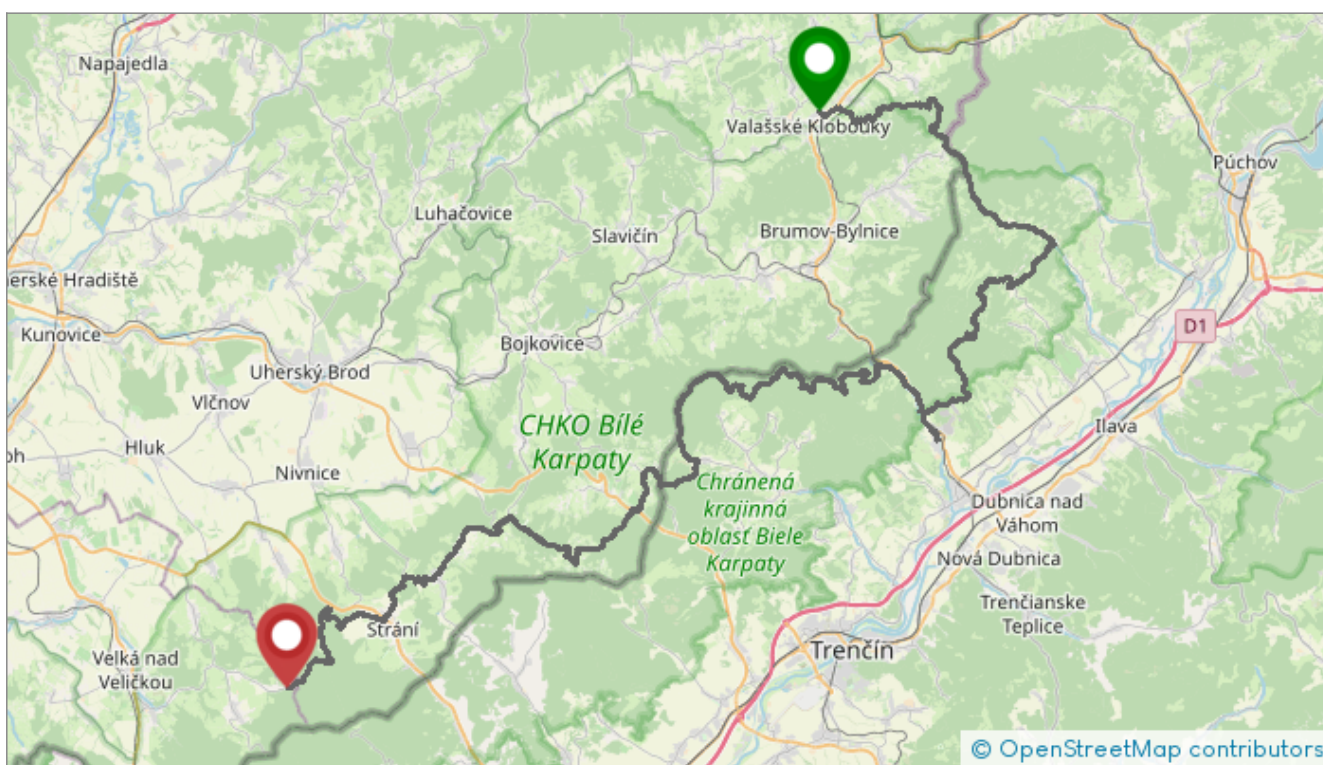 Napajedla
Valašské Klobouky
Púchov
Luhačovice
Slavičín
Brumov-Bylnice
erské Hradiště
Kunovice
D1
Bojkovice
Uherský Brod
Vlčnov
CHKO Bílé
Karpaty
Hluk
Ilava
Nivnice
Chránená
krajinná
oblasť Biele
Karpaty
Dubnica nad
Váhom
Nová Dubnica
Trenčianske
Teplice
Strání
Trenčín
Velká nad
Veličkou
© OpenStreetMap contributors